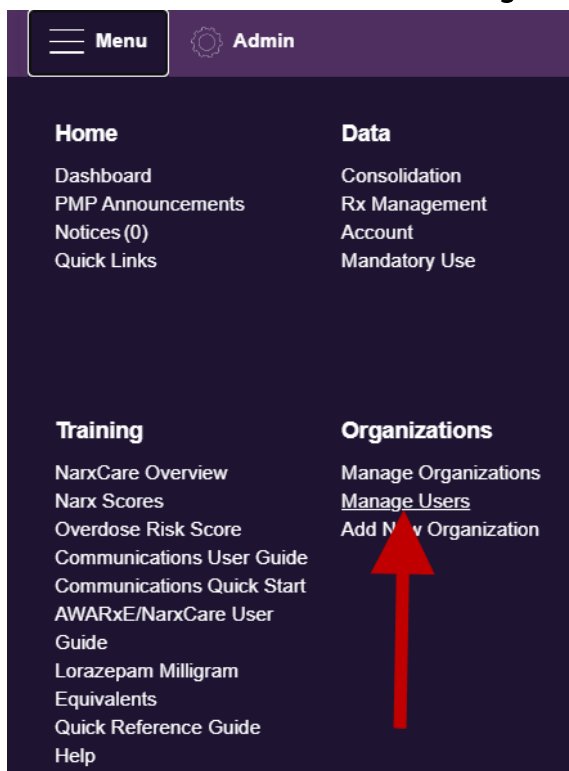 Menu
Admin
Home
Dashboard
PMP Announcements
Notices (0)
Quick Links
Data
Consolidation
Rx Management
Account
Mandatory Use
Training
NarxCare Overview
Narx Scores
Overdose Risk Score
Communications User Guide
Communications Quick Start
AWARxE/NarxCare User
Guide
Lorazepam Milligram
Equivalents
Quick Reference Guide
Help
Organizations
Manage Organizations
Manage Users
Add New Organization